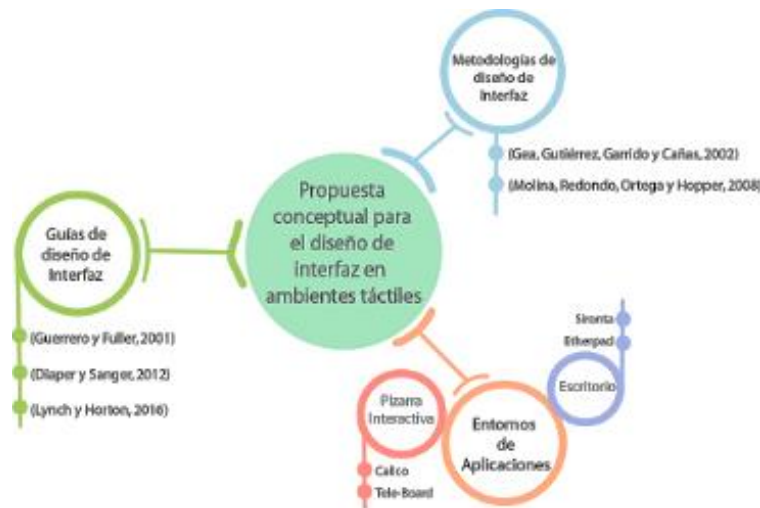 Metodologías de
diseño de
Interfaz
(Gea, Gutiérrez, Garrido y Cañas, 2002)
(Molina, Redondo, Ortega y Hopper, 2008)
Propuesta
conceptual para
el diseño de
interfaz en
ambientes táctiles
Guías de
diseño de
Interfaz
(Guerrero y Fuller, 2001)
(Diaper y Sanger, 2012)
(Lynch y Horton, 2016)
Sironta
Etherpad
Escritorio
Pizarra
Interactiva
Entornos
de
Aplicaciones
Calico
Tele-Board